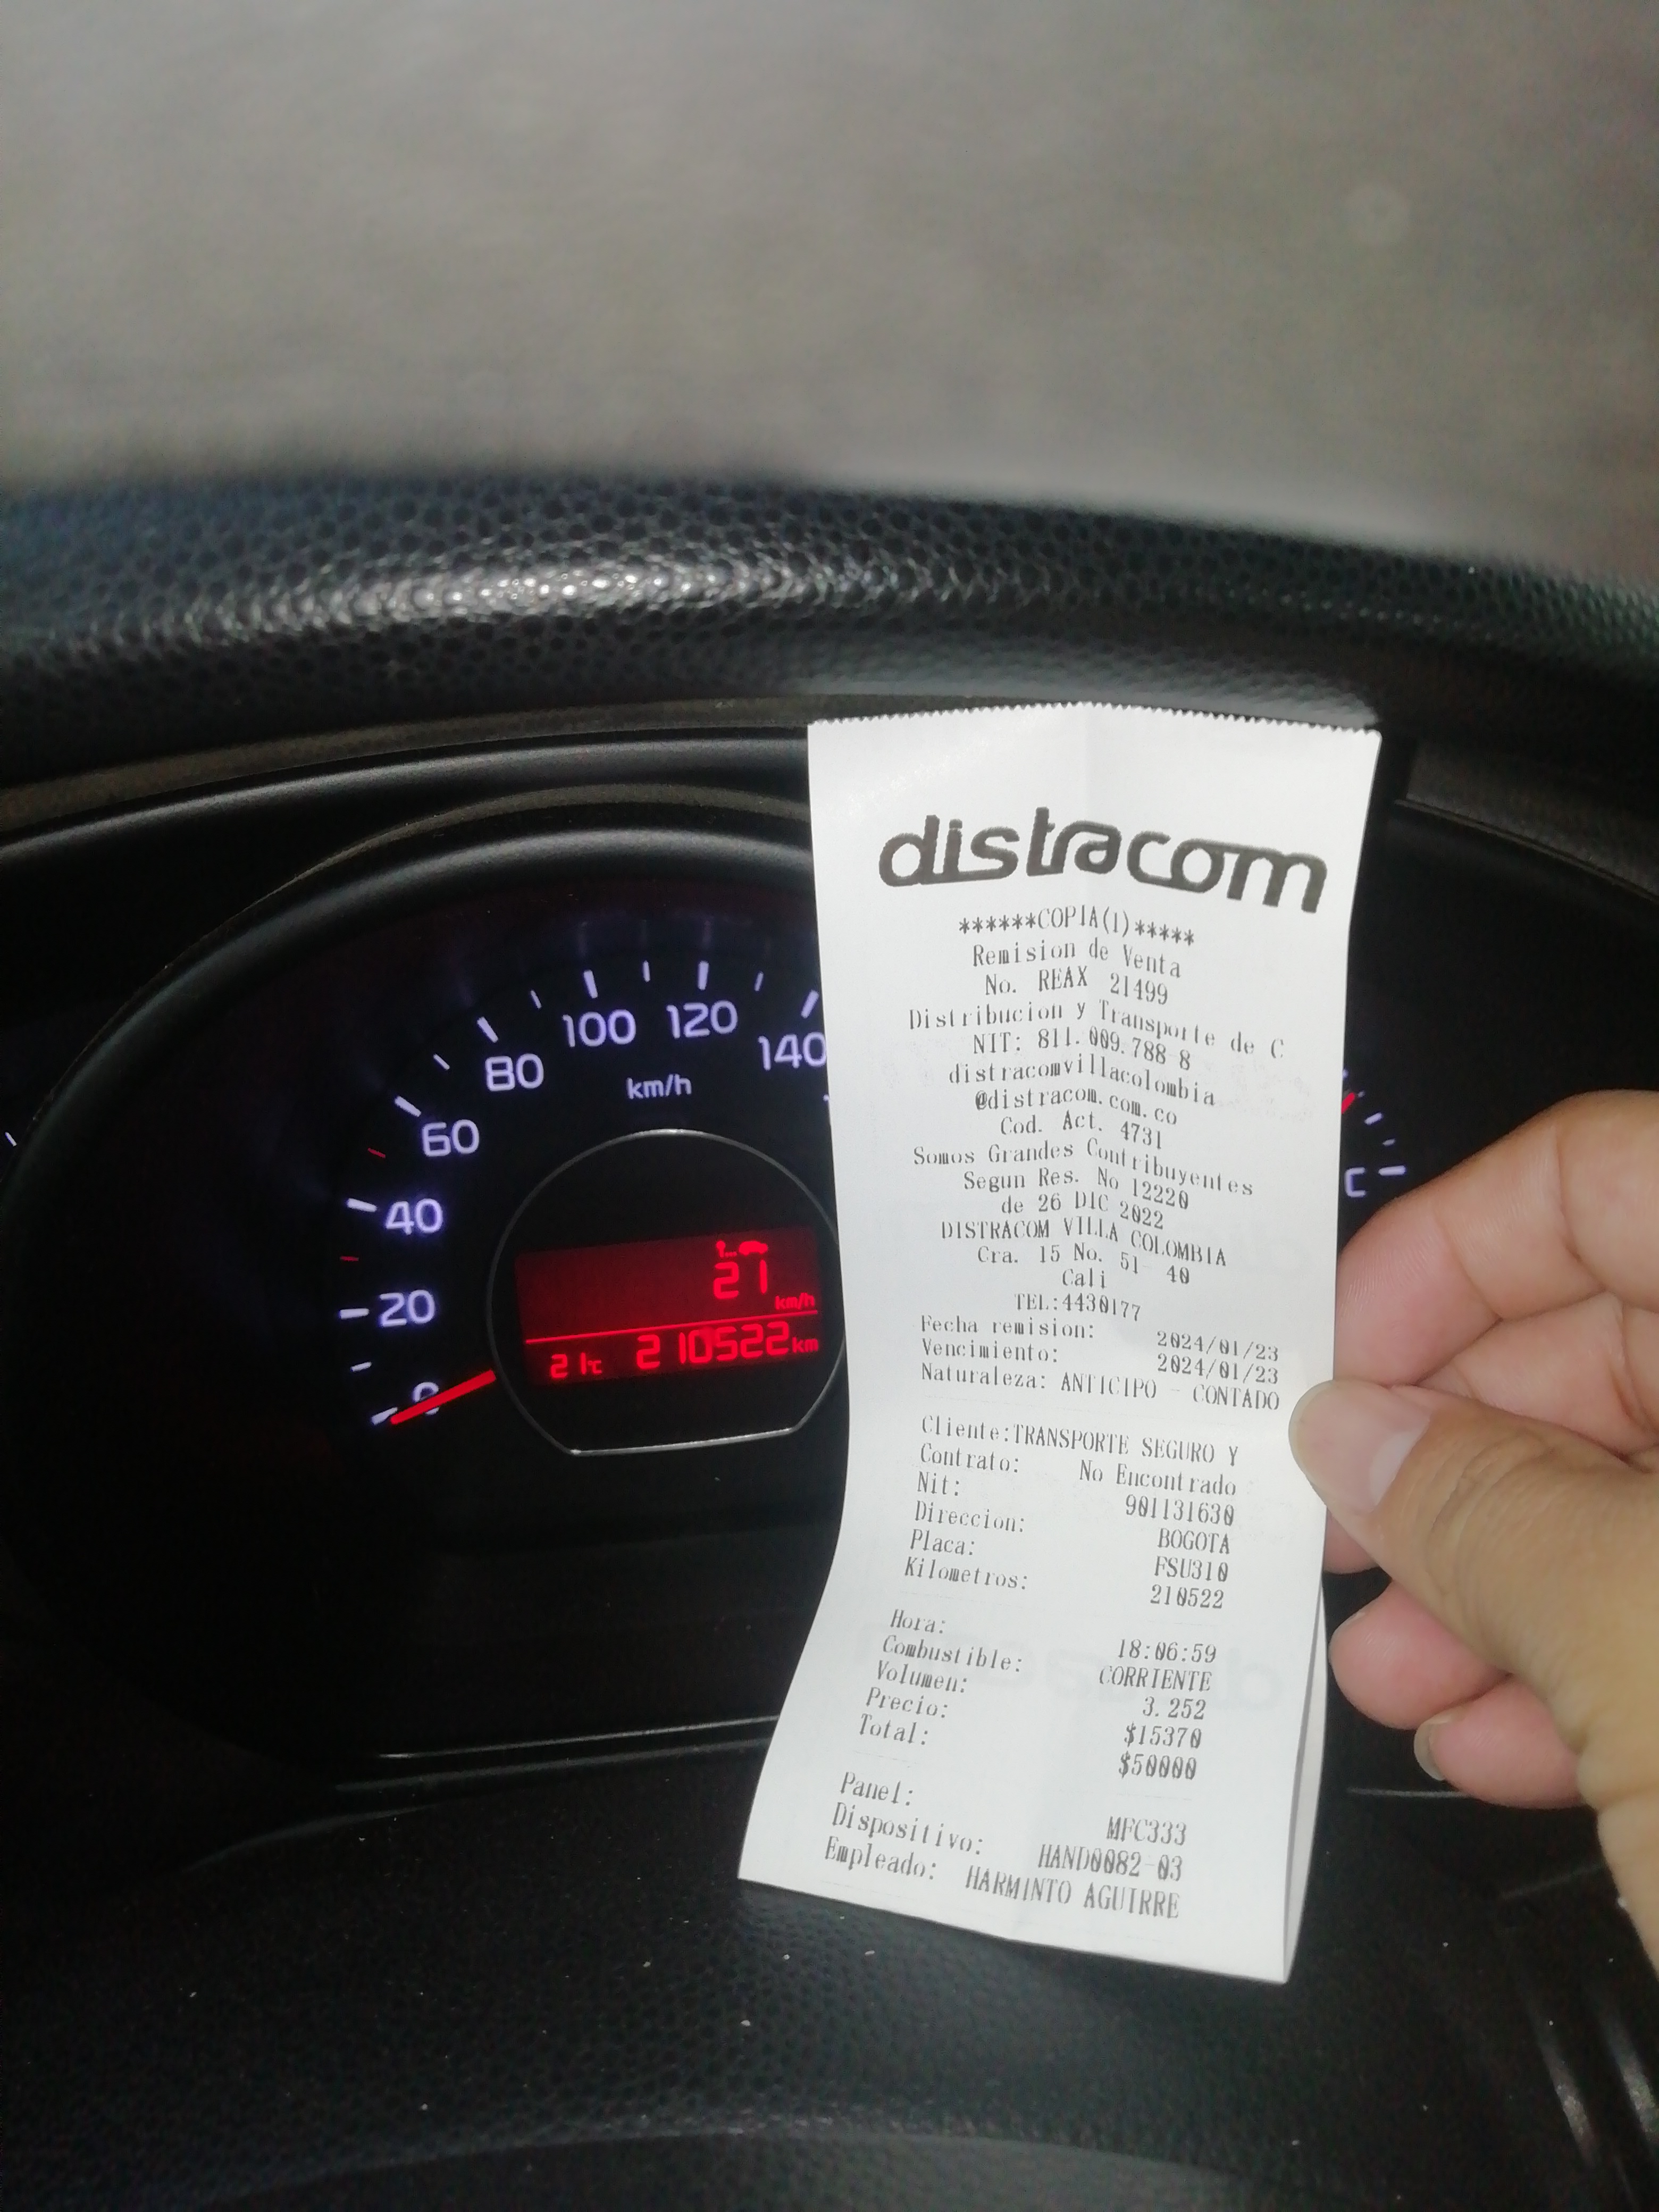 80
100
120
140
km/h
60
40
20
0
21
km/h
21°C 210522 km
C
distracom
******COPIA(1)*****
Remision de Venta
No. REAX 21499
Distribucion y Transporte de C
NIT: 811.009.788-8
distracomvillacolombia
@distracom.com.co
Cod. Act. 4731
Somos Grandes Contribuyentes
Segun Res. No 12220
de 26 DIC 2022
DISTRACOM VILLA COLOMBIA
Cra. 15 No. 51- 40
Cali
TEL:4430177
Fecha remision: 2024/01/23
Vencimiento: 2024/01/23
Naturaleza: ANTICIPO - CONTADO
Cliente:TRANSPORTE SEGURO Y
Contrato: No Encontrado
Nit: 901131630
Direccion: BOGOTA
Placa: FSU310
Kilometros: 210522
Hora: 18:06:59
Combustible: CORRIENTE
Volumen: 3.252
Precio: $15370
Total: $50000
Panel: MFC333
Dispositivo: HAND0082-03
Empleado: HARMINTO AGUIRRE